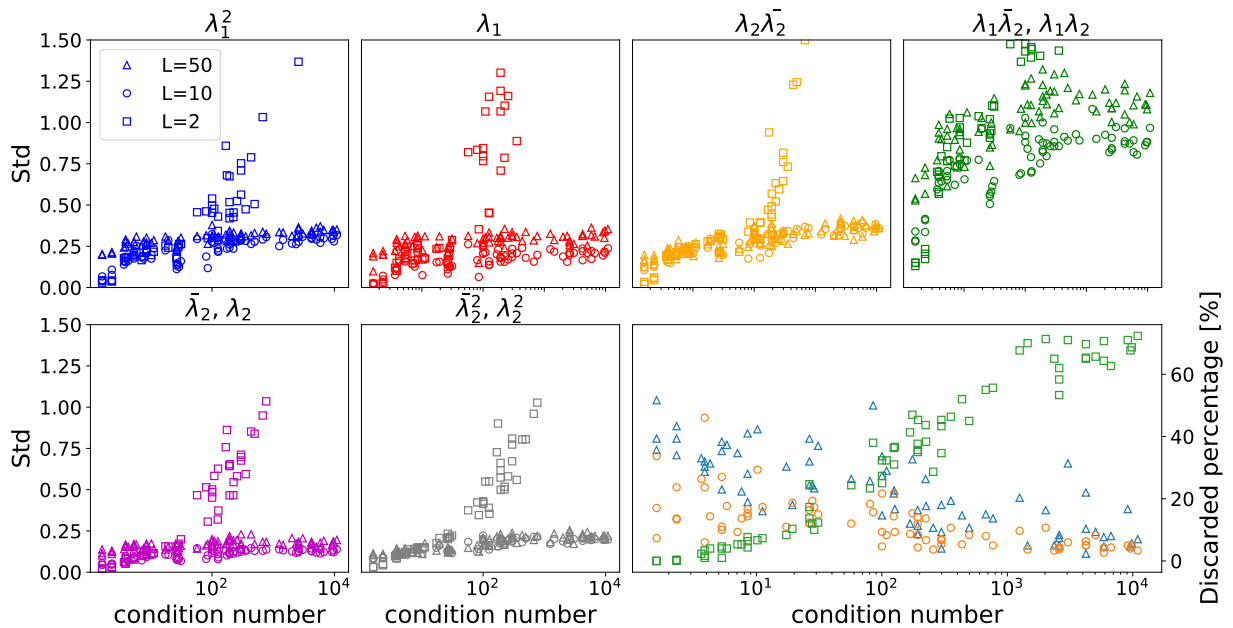 λ₁² λ₁ λ₂λ₂̄ λ₁λ̄₂, λ₁λ₂
1.50
1.25
1.00
0.75
0.50
0.25
0.00
Std
L=50
L=10
L=2
λ̄₂, λ₂ λ̄₂², λ₂²
1.50
1.25
1.00
0.75
0.50
0.25
0.00
Std
10² 10⁴
condition number
10² 10⁴
condition number
10¹ 10² 10³ 10⁴
condition number
60
40
20
0
Discarded percentage [%]